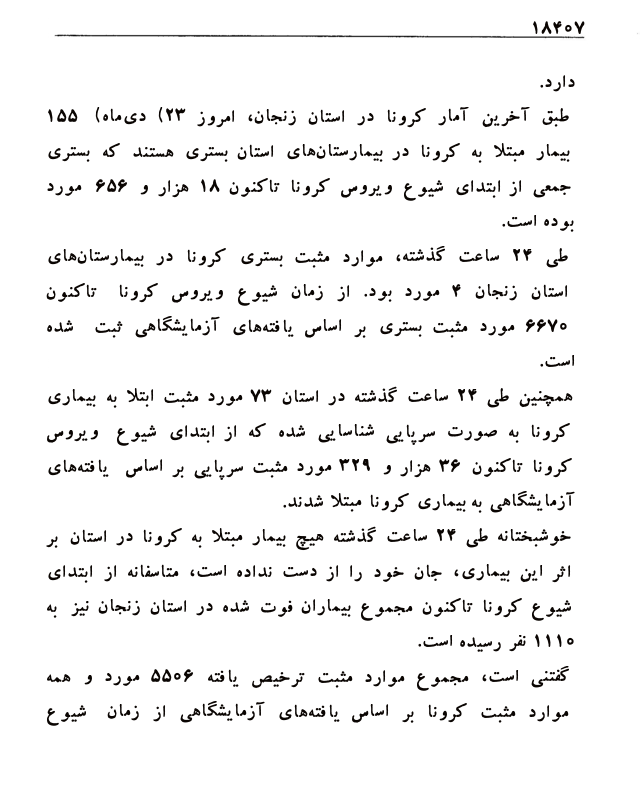 ۱۸۴۰۷
دارد.
طبق آخرین آمار کرونا در استان زنجان، امروز ۲۳) دی‌ماه) ۱۵۵
بیمار مبتلا به کرونا در بیمارستان‌های استان بستری هستند که بستری
جمعی از ابتدای شیوع ویروس کرونا تاکنون ۱۸ هزار و ۶۵۶ مورد
بوده است.
طی ۲۴ ساعت گذشته، موارد مثبت بستری کرونا در بیمارستان‌های
استان زنجان ۴ مورد بود. از زمان شیوع ویروس کرونا تاکنون
۶۶۷۰ مورد مثبت بستری بر اساس یافته‌های آزمایشگاهی ثبت شده
است.
همچنین طی ۲۴ ساعت گذشته در استان ۷۳ مورد مثبت ابتلا به بیماری
کرونا به صورت سرپایی شناسایی شده که از ابتدای شیوع ویروس
کرونا تاکنون ۳۶ هزار و ۳۲۹ مورد مثبت سرپایی بر اساس یافته‌های
آزمایشگاهی به بیماری کرونا مبتلا شدند.
خوشبختانه طی ۲۴ ساعت گذشته هیچ بیمار مبتلا به کرونا در استان بر
اثر این بیماری، جان خود را از دست نداده است، متاسفانه از ابتدای
شیوع کرونا تاکنون مجموع بیماران فوت شده در استان زنجان نیز به
۱۱۱۰ نفر رسیده است.
گفتنی است، مجموع موارد مثبت ترخیص یافته ۵۵۰۶ مورد و همه
موارد مثبت کرونا بر اساس یافته‌های آزمایشگاهی از زمان شیوع